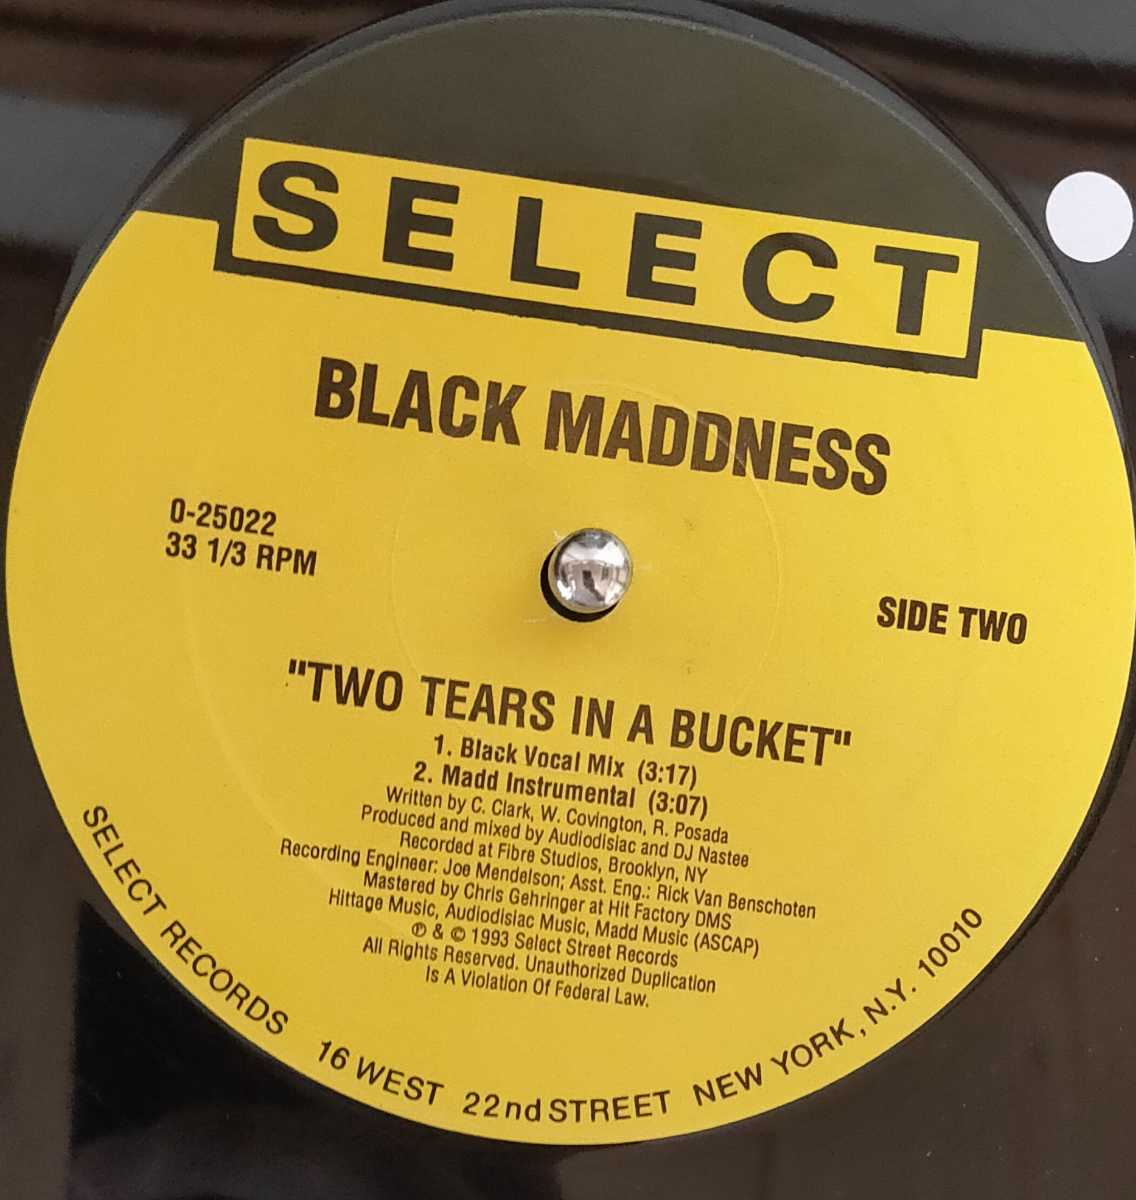 SELECT
BLACK MADDNESS
0-25022
33 1/3 RPM
SIDE TWO
"TWO TEARS IN A BUCKET"
1. Black Vocal Mix (3:17)
2. Madd Instrumental (3:07)
Written by C. Clark, W. Covington, R. Posada
Produced and mixed by Audiodisiac and DJ Nastee
Recorded at Fibre Studios, Brooklyn, NY
Recording Engineer: Joe Mendelson; Asst. Eng.: Rick Van Benschoten
Mastered by Chris Gehringer at Hit Factory DMS
Hittage Music, Audiodisiac Music, Madd Music (ASCAP)
℗ & © 1993 Select Street Records
All Rights Reserved. Unauthorized Duplication
Is A Violation Of Federal Law.
SELECT RECORDS 16 WEST 22nd STREET NEW YORK, N.Y. 10010